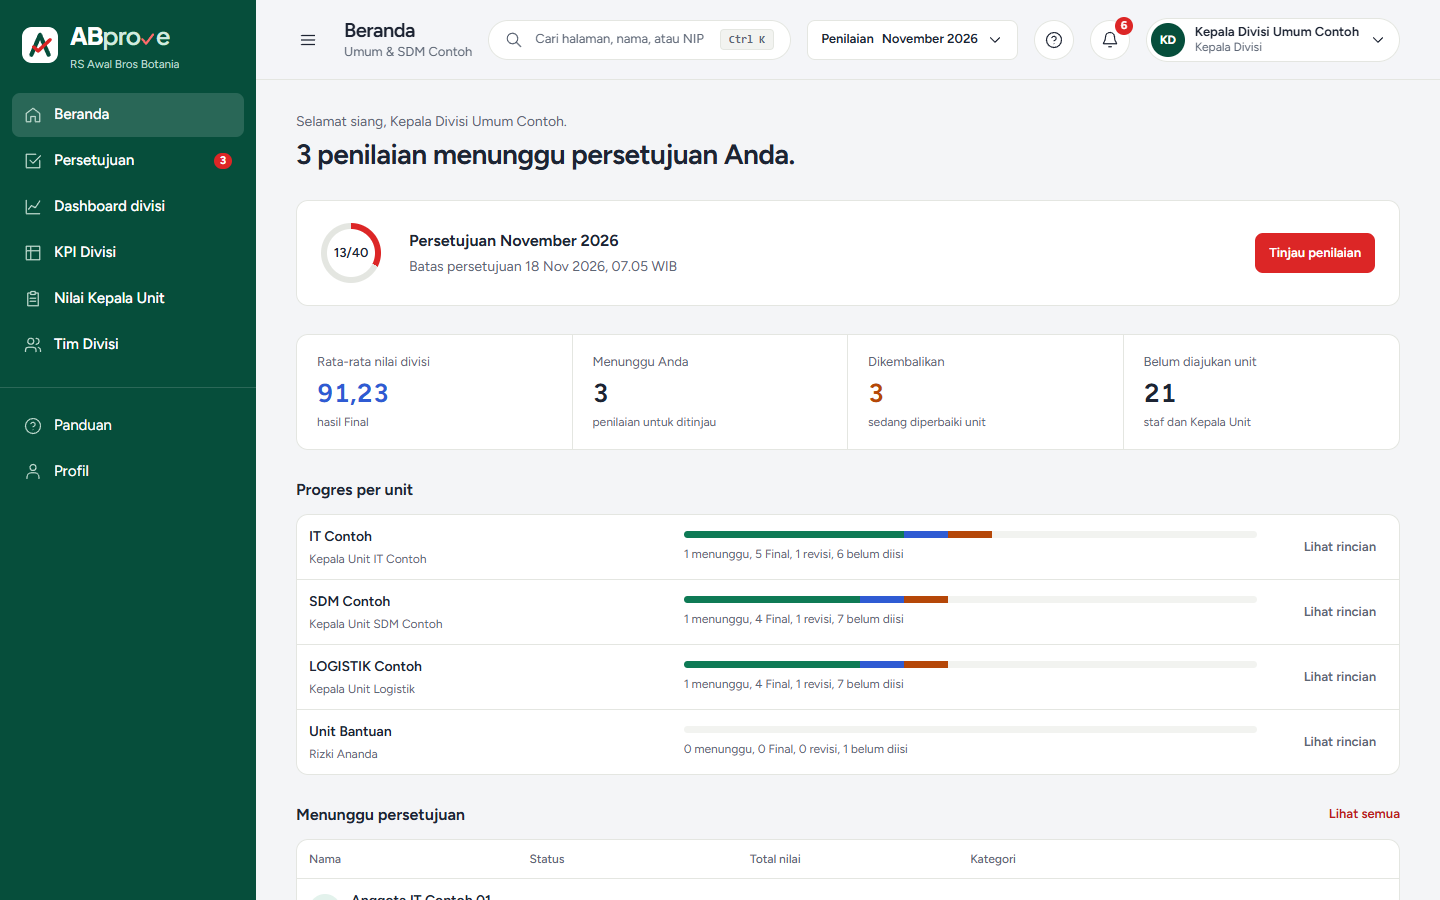 ABprove
RS Awal Bros Botania
Beranda
Persetujuan 3
Dashboard divisi
KPI Divisi
Nilai Kepala Unit
Tim Divisi
Panduan
Profil
Beranda
Umum & SDM Contoh
Cari halaman, nama, atau NIP Ctrl K
Penilaian November 2026
6
KD
Kepala Divisi Umum Contoh
Kepala Divisi
Selamat siang, Kepala Divisi Umum Contoh.
3 penilaian menunggu persetujuan Anda.
13/40
Persetujuan November 2026
Batas persetujuan 18 Nov 2026, 07.05 WIB
Tinjau penilaian
Rata-rata nilai divisi
91,23
hasil Final
Menunggu Anda
3
penilaian untuk ditinjau
Dikembalikan
3
sedang diperbaiki unit
Belum diajukan unit
21
staf dan Kepala Unit
Progres per unit
IT Contoh
Kepala Unit IT Contoh
1 menunggu, 5 Final, 1 revisi, 6 belum diisi
Lihat rincian
SDM Contoh
Kepala Unit SDM Contoh
1 menunggu, 4 Final, 1 revisi, 7 belum diisi
Lihat rincian
LOGISTIK Contoh
Kepala Unit Logistik
1 menunggu, 4 Final, 1 revisi, 7 belum diisi
Lihat rincian
Unit Bantuan
Rizki Ananda
0 menunggu, 0 Final, 0 revisi, 1 belum diisi
Lihat rincian
Menunggu persetujuan
Lihat semua
Nama Status Total nilai Kategori
Anggota IT Contoh 01